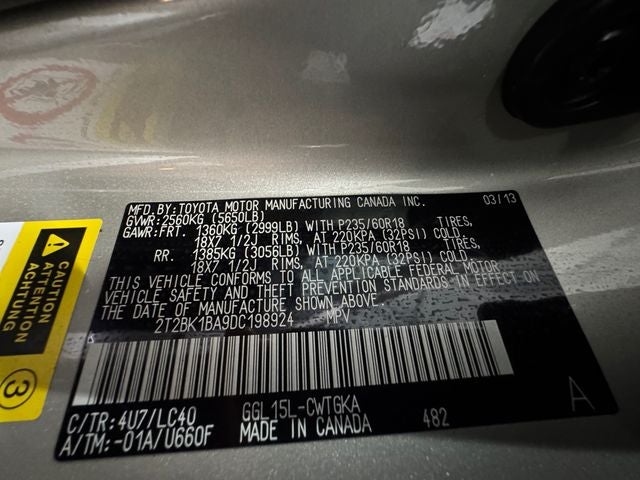 MFD.BY:TOYOTA MOTOR MANUFACTURING CANADA INC. 03/13
GVWR:2560KG (5650LB)
GAWR:FRT. 1360KG (2999LB) WITH P235/60R18 TIRES,
18X7 1/2J RIMS, AT 220KPA (32PSI) COLD.
RR. 1385KG (3056LB) WITH P235/60R18 TIRES,
18X7 1/2J RIMS, AT 220KPA (32PSI) COLD.
THIS VEHICLE CONFORMS TO ALL APPLICABLE FEDERAL MOTOR
VEHICLE SAFETY AND THEFT PREVENTION STANDARDS IN EFFECT ON
THE DATE OF MANUFACTURE SHOWN ABOVE.
2T2BK1BA9DC198924 MPV
C/TR:4U7/LC40 GGL15L-CWTGKA A
A/TM:-01A/U660F MADE IN CANADA 482
CAUTION
ATTENTION
ACHTUNG
3